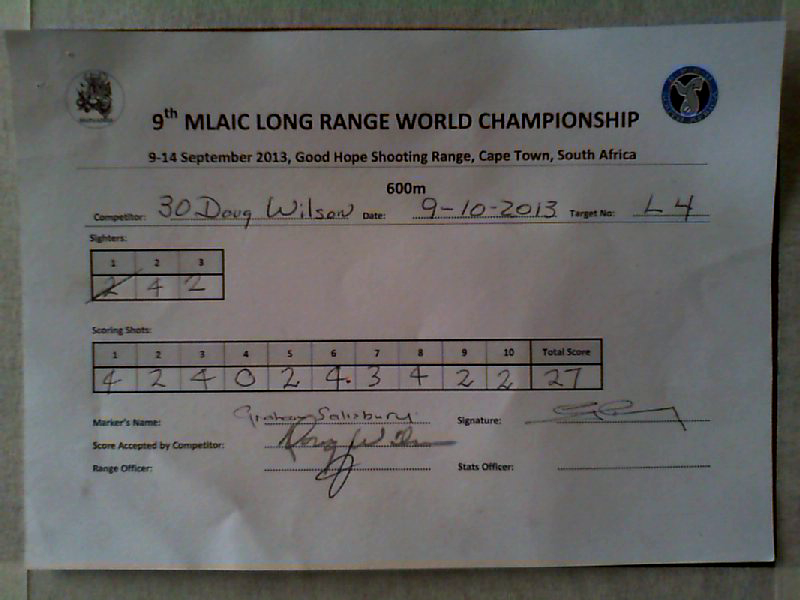 9th MLAIC LONG RANGE WORLD CHAMPIONSHIP
9-14 September 2013, Good Hope Shooting Range, Cape Town, South Africa
600m
Competitor: 30 Doug Wilson Date: 9-10-2013 Target No: L 4
Sighters:
1 2 3
2 4 2
Scoring Shots:
1 2 3 4 5 6 7 8 9 10 Total Score
4 2 4 0 2 4. 3 4 2 2 27
Marker's Name: Graham Salisbury Signature:
Score Accepted by Competitor: Doug Wilson
Range Officer: Stats Officer: